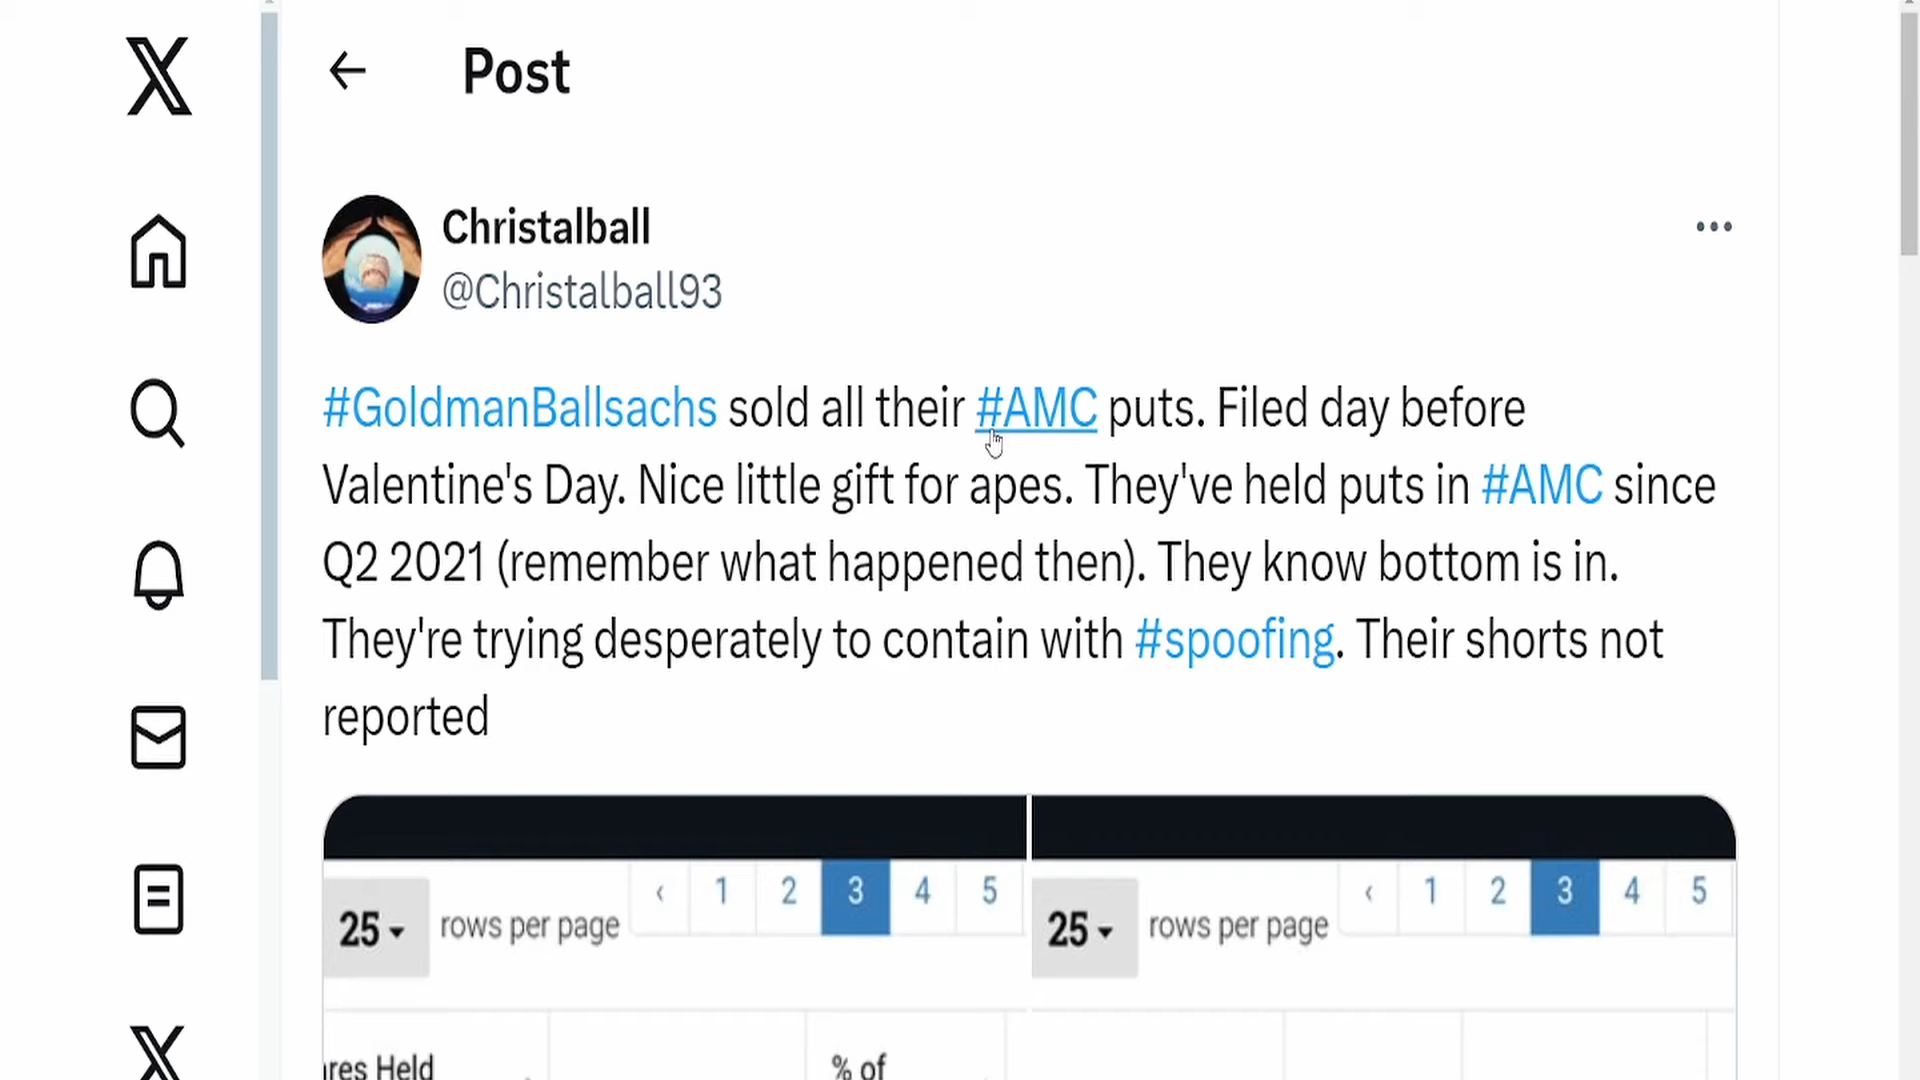 Post
Christalball
@Christalball93
#GoldmanBallsachs sold all their #AMC puts. Filed day before
Valentine's Day. Nice little gift for apes. They've held puts in #AMC since
Q2 2021 (remember what happened then). They know bottom is in.
They're trying desperately to contain with #spoofing. Their shorts not
reported
25 rows per page ‹ 1 2 3 4 5
25 rows per page ‹ 1 2 3 4 5
Held
% of